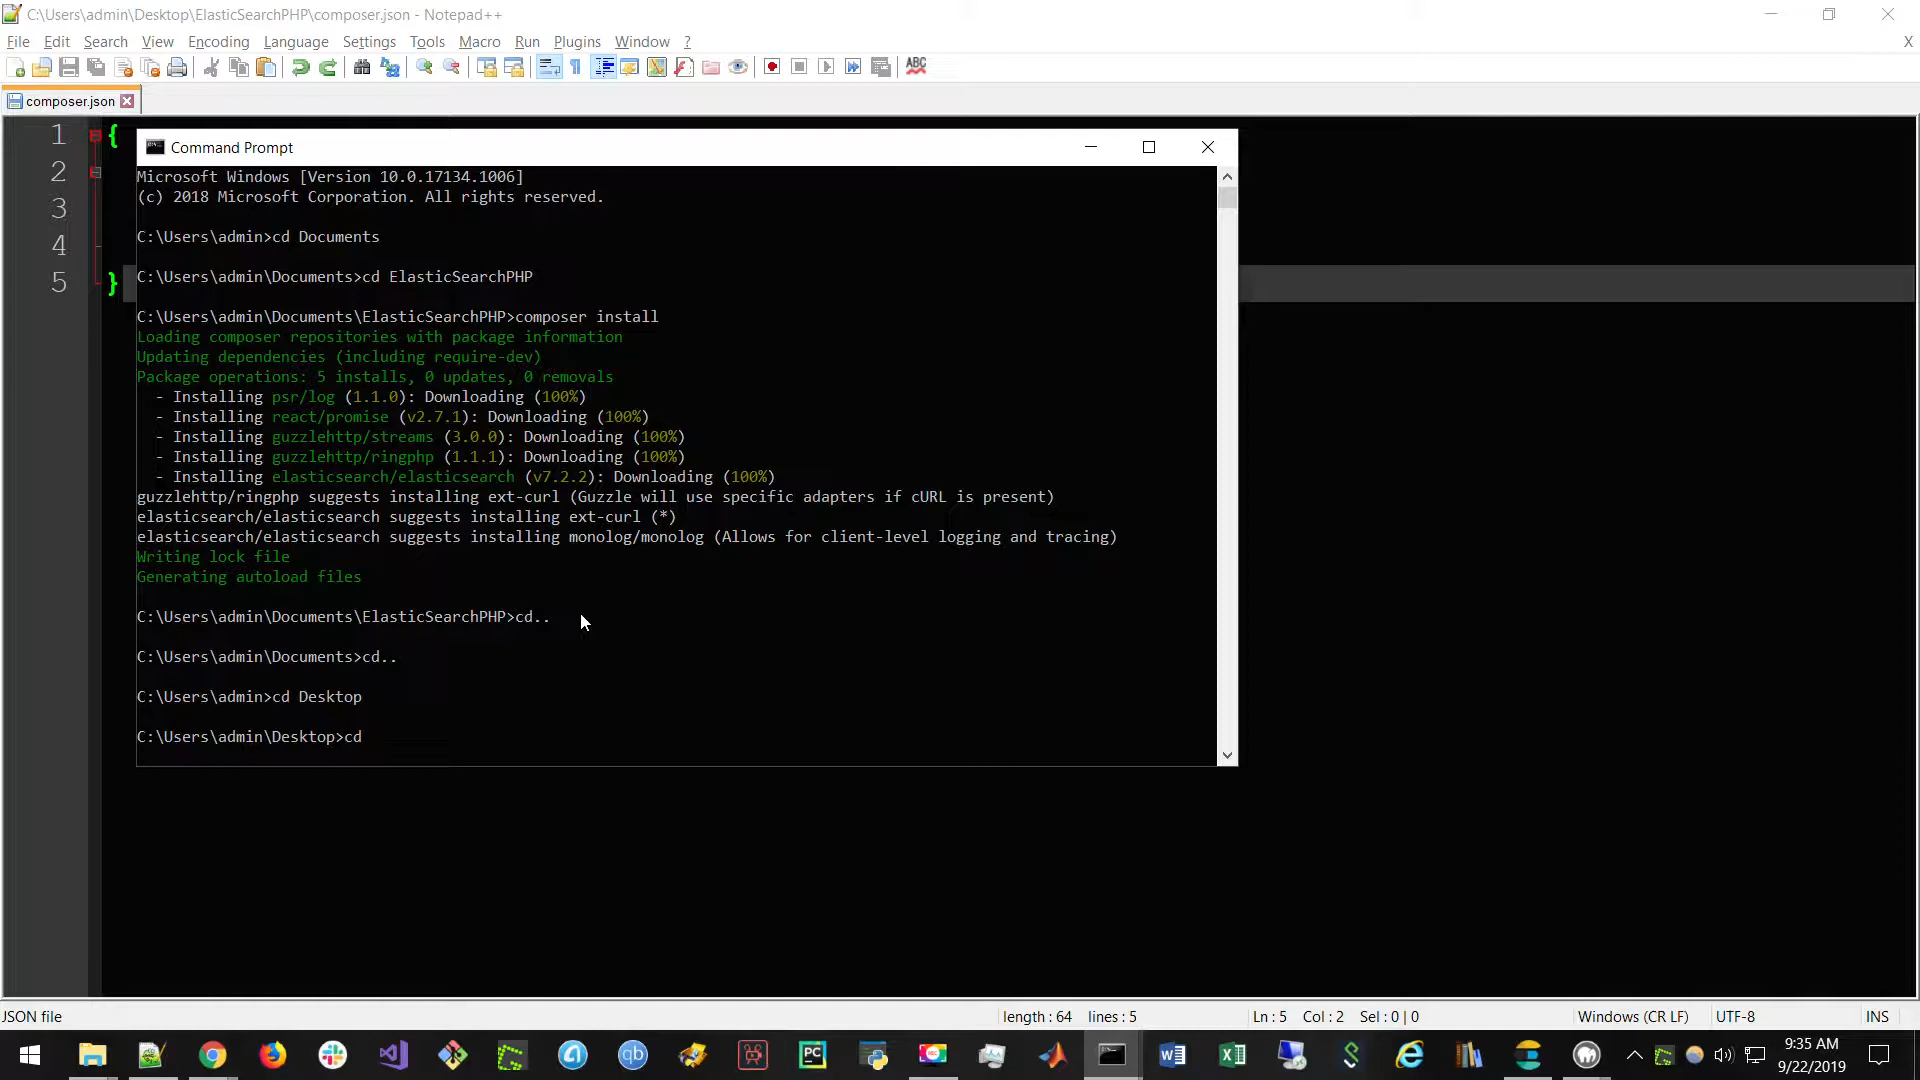 C:\Users\admin\Desktop\ElasticSearchPHP\composer.json - Notepad++
File Edit Search View Encoding Language Settings Tools Macro Run Plugins Window ?
X
ABC
composer.json
1 {
2
3
4
5 }
Command Prompt
Microsoft Windows [Version 10.0.17134.1006]
(c) 2018 Microsoft Corporation. All rights reserved.
C:\Users\admin>cd Documents
C:\Users\admin\Documents>cd ElasticSearchPHP
C:\Users\admin\Documents\ElasticSearchPHP>composer install
Loading composer repositories with package information
Updating dependencies (including require-dev)
Package operations: 5 installs, 0 updates, 0 removals
- Installing psr/log (1.1.0): Downloading (100%)
- Installing react/promise (v2.7.1): Downloading (100%)
- Installing guzzlehttp/streams (3.0.0): Downloading (100%)
- Installing guzzlehttp/ringphp (1.1.1): Downloading (100%)
- Installing elasticsearch/elasticsearch (v7.2.2): Downloading (100%)
guzzlehttp/ringphp suggests installing ext-curl (Guzzle will use specific adapters if cURL is present)
elasticsearch/elasticsearch suggests installing ext-curl (*)
elasticsearch/elasticsearch suggests installing monolog/monolog (Allows for client-level logging and tracing)
Writing lock file
Generating autoload files
C:\Users\admin\Documents\ElasticSearchPHP>cd..
C:\Users\admin\Documents>cd..
C:\Users\admin>cd Desktop
C:\Users\admin\Desktop>cd
JSON file length : 64 lines : 5 Ln : 5 Col : 2 Sel : 0 | 0 Windows (CR LF) UTF-8 INS
qb PC
9:35 AM
9/22/2019